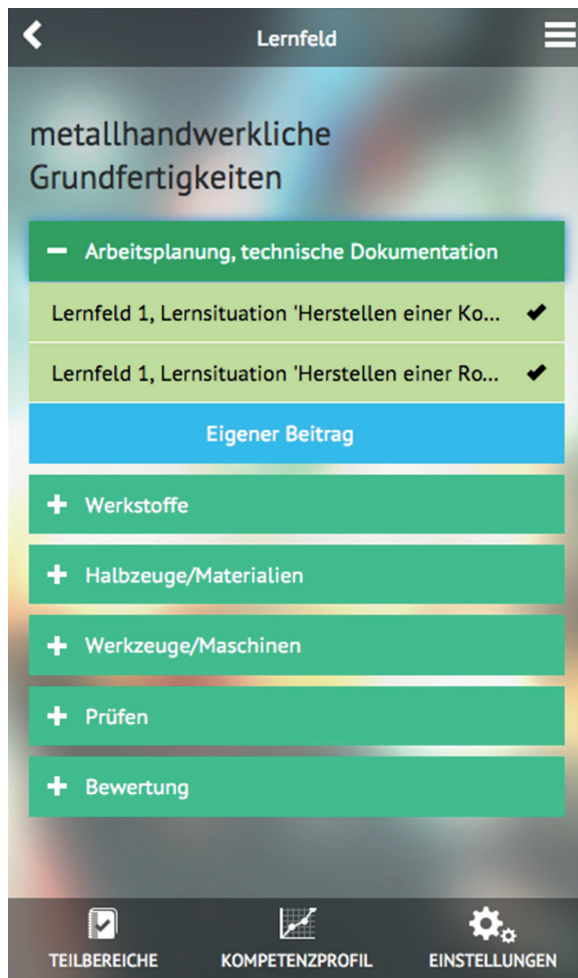 Lernfeld
metallhandwerkliche
Grundfertigkeiten
Arbeitsplanung, technische Dokumentation
Lernfeld 1, Lernsituation 'Herstellen einer Ko...
Lernfeld 1, Lernsituation 'Herstellen einer Ro...
Eigener Beitrag
Werkstoffe
Halbzeuge/Materialien
Werkzeuge/Maschinen
Prüfen
Bewertung
TEILBEREICHE KOMPETENZPROFIL EINSTELLUNGEN